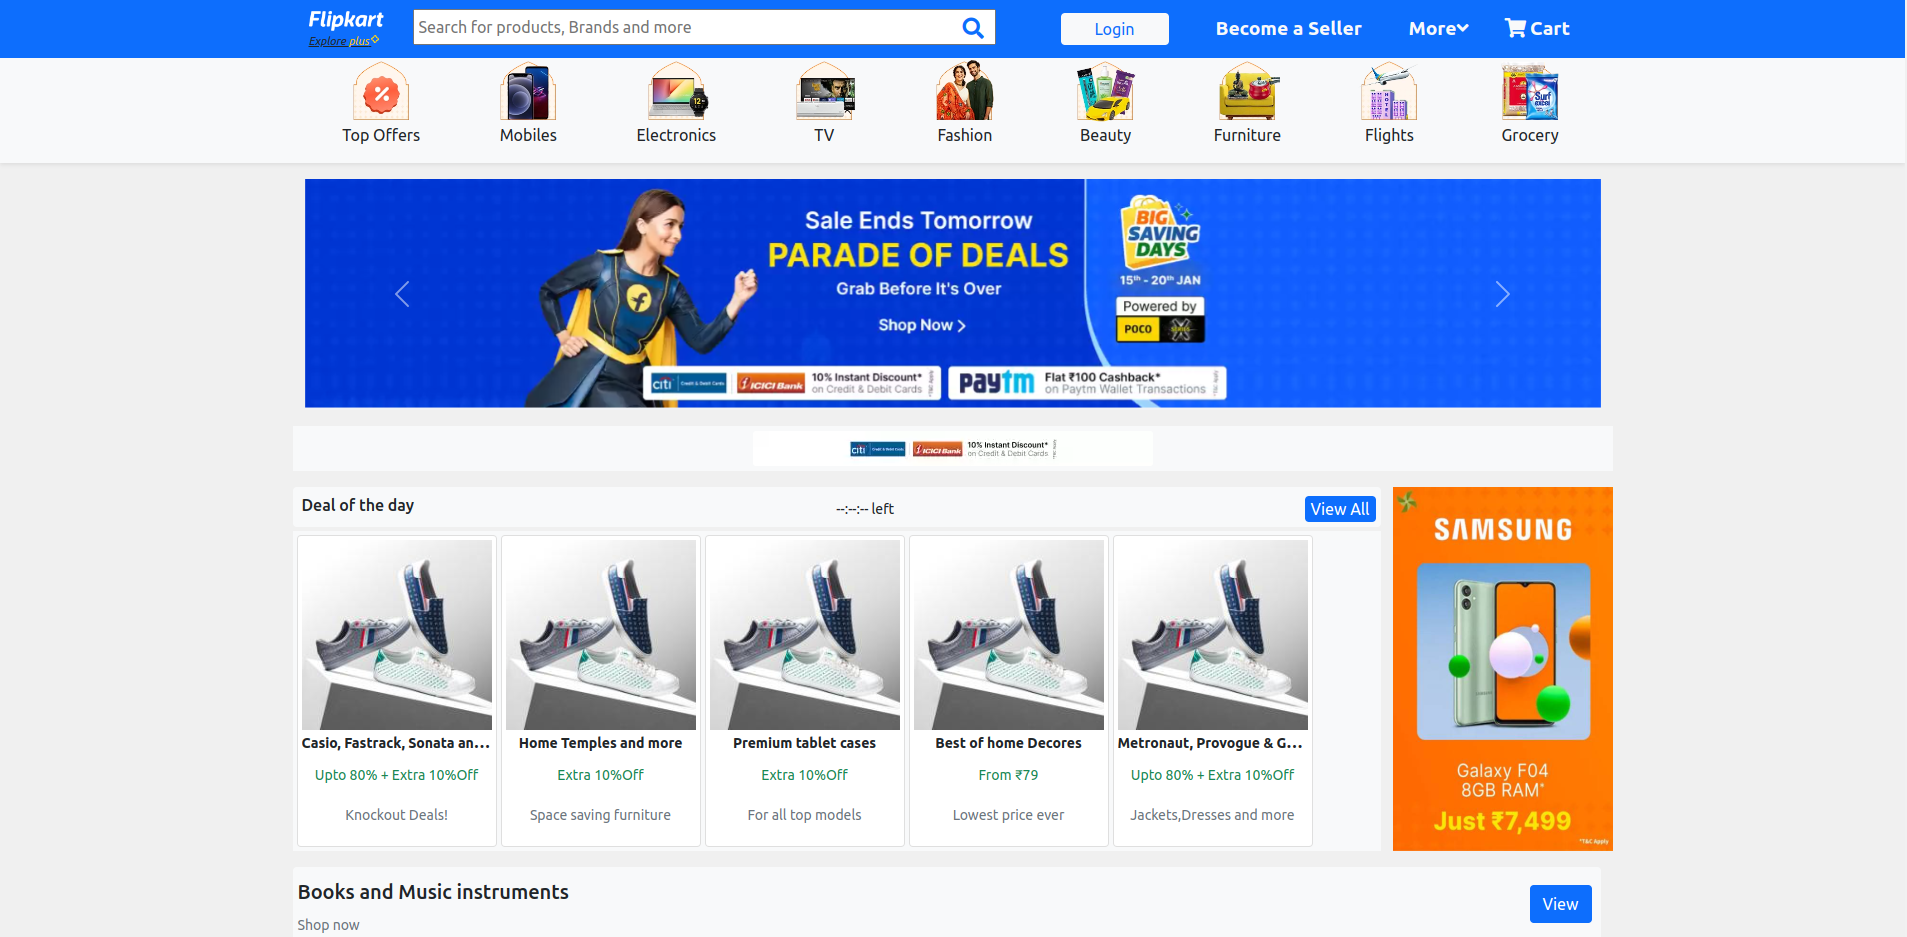 Flipkart
Explore plus
Search for products, Brands and more
Login
Become a Seller
More
Cart
Top Offers
Mobiles
Electronics
TV
Fashion
Beauty
Furniture
Flights
Grocery
Sale Ends Tomorrow
PARADE OF DEALS
Grab Before It's Over
Shop Now
BIG
SAVING
DAYS
15th - 20th JAN
Powered by
POCO
citi Credit & Debit Cards
ICICI Bank
10% Instant Discount*
on Credit & Debit Cards
paytm
Flat ₹100 Cashback*
on Paytm Wallet Transactions
citi Credit & Debit Cards
ICICI Bank
10% Instant Discount*
on Credit & Debit Cards
Deal of the day
--:--:-- left
View All
Casio, Fastrack, Sonata an...
Upto 80% + Extra 10%Off
Knockout Deals!
Home Temples and more
Extra 10%Off
Space saving furniture
Premium tablet cases
Extra 10%Off
For all top models
Best of home Decores
From ₹79
Lowest price ever
Metronaut, Provogue & G...
Upto 80% + Extra 10%Off
Jackets,Dresses and more
SAMSUNG
Galaxy F04
8GB RAM*
Just ₹7,499
*T&C Apply
Books and Music instruments
Shop now
View